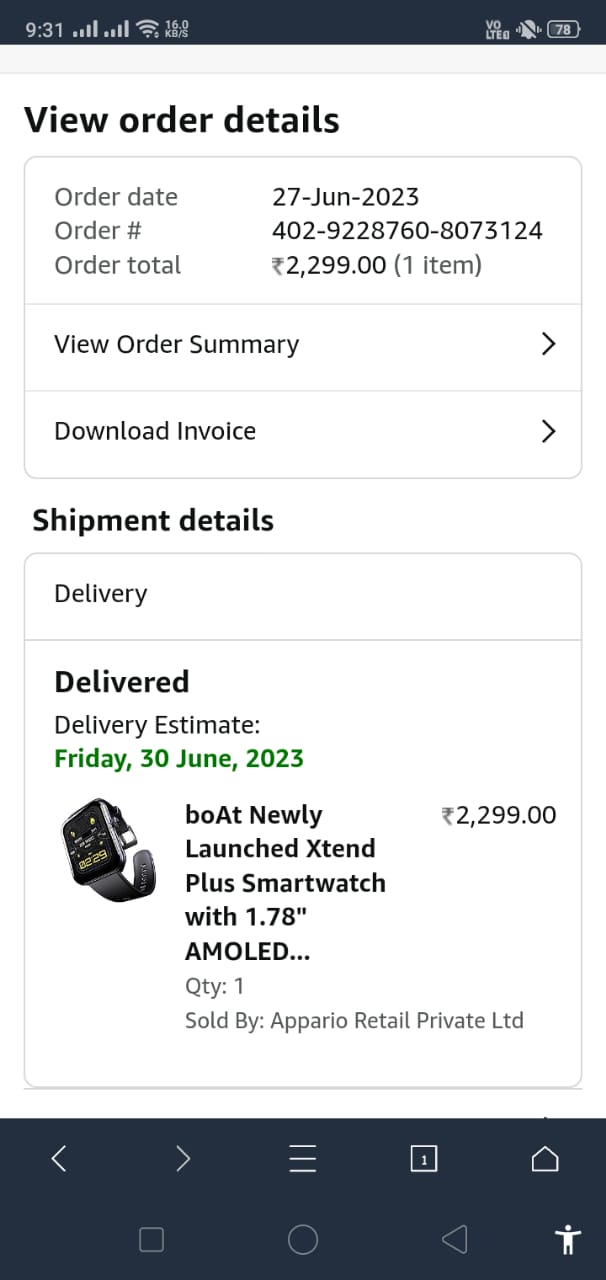 9:31 16.0 KB/S VO LTE 78
View order details
Order date 27-Jun-2023
Order # 402-9228760-8073124
Order total ₹2,299.00 (1 item)
View Order Summary
Download Invoice
Shipment details
Delivery
Delivered
Delivery Estimate:
Friday, 30 June, 2023
boAt Newly ₹2,299.00
Launched Xtend
Plus Smartwatch
with 1.78"
AMOLED...
Qty: 1
Sold By: Appario Retail Private Ltd
02:29
1